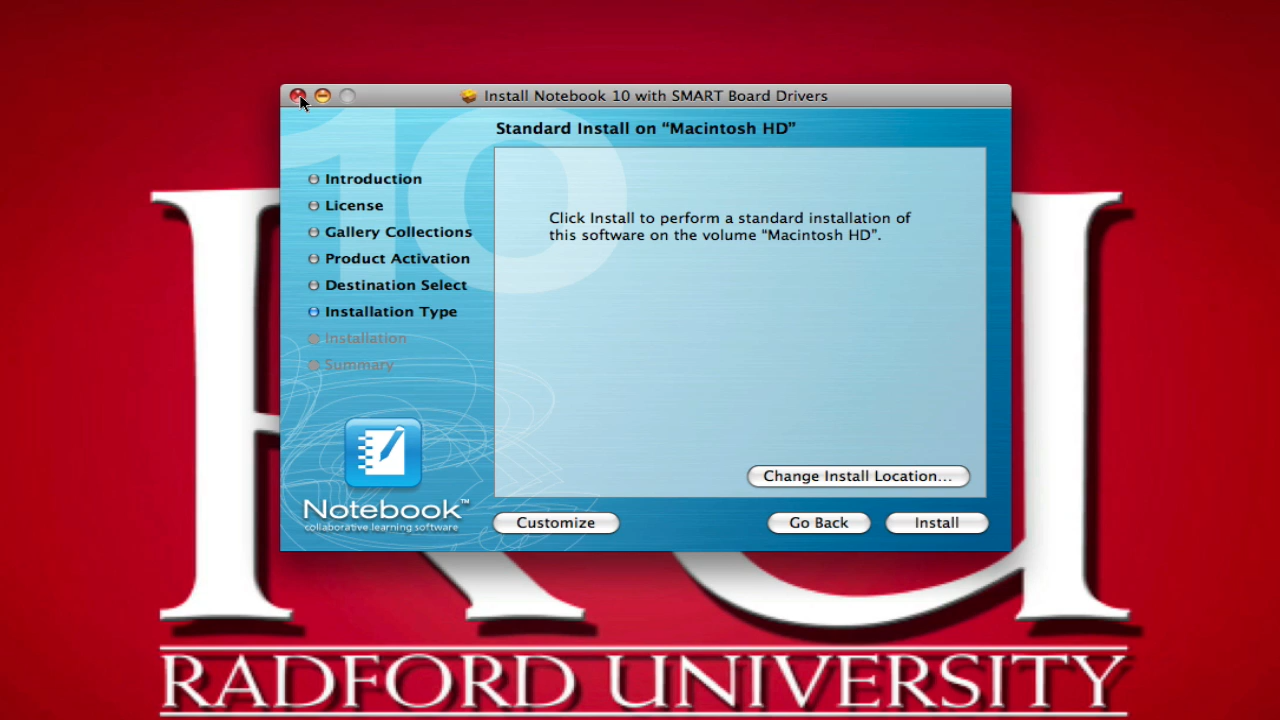 Install Notebook 10 with SMART Board Drivers
Standard Install on “Macintosh HD”
10
Introduction
License
Gallery Collections
Product Activation
Destination Select
Installation Type
Installation
Summary
Click Install to perform a standard installation of
this software on the volume “Macintosh HD”.
Change Install Location...
Notebook™
collaborative learning software
Customize
Go Back
Install
RU
RADFORD UNIVERSITY